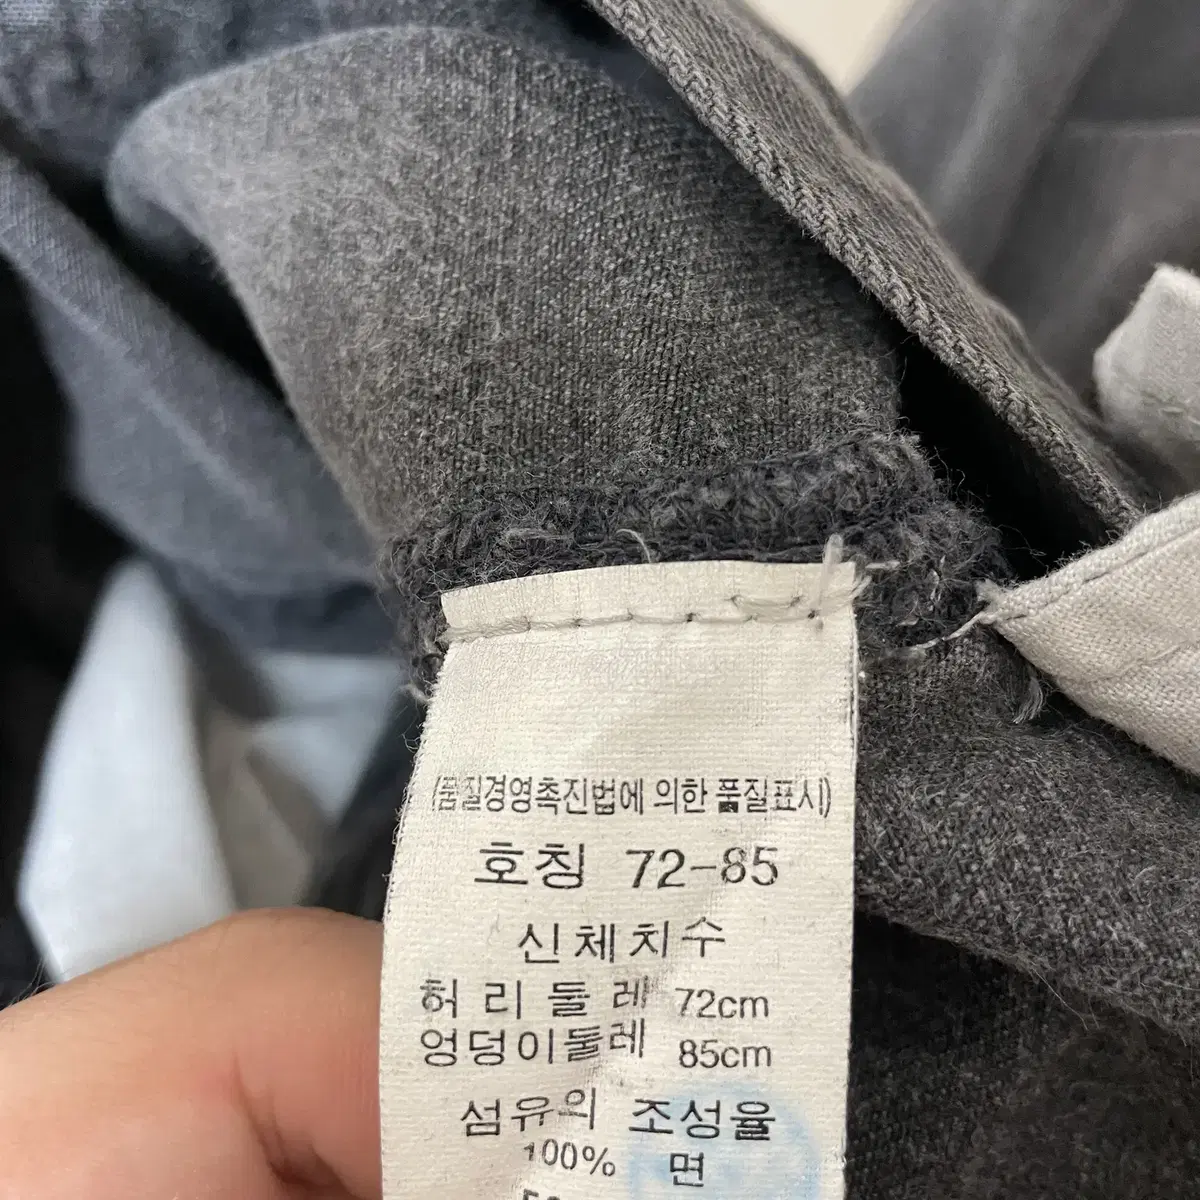 (품질경영촉진법에 의한 품질표시)
호칭 72-85
신체치수
허리둘레 72cm
엉덩이둘레 85cm
섬유의 조성율
100% 면